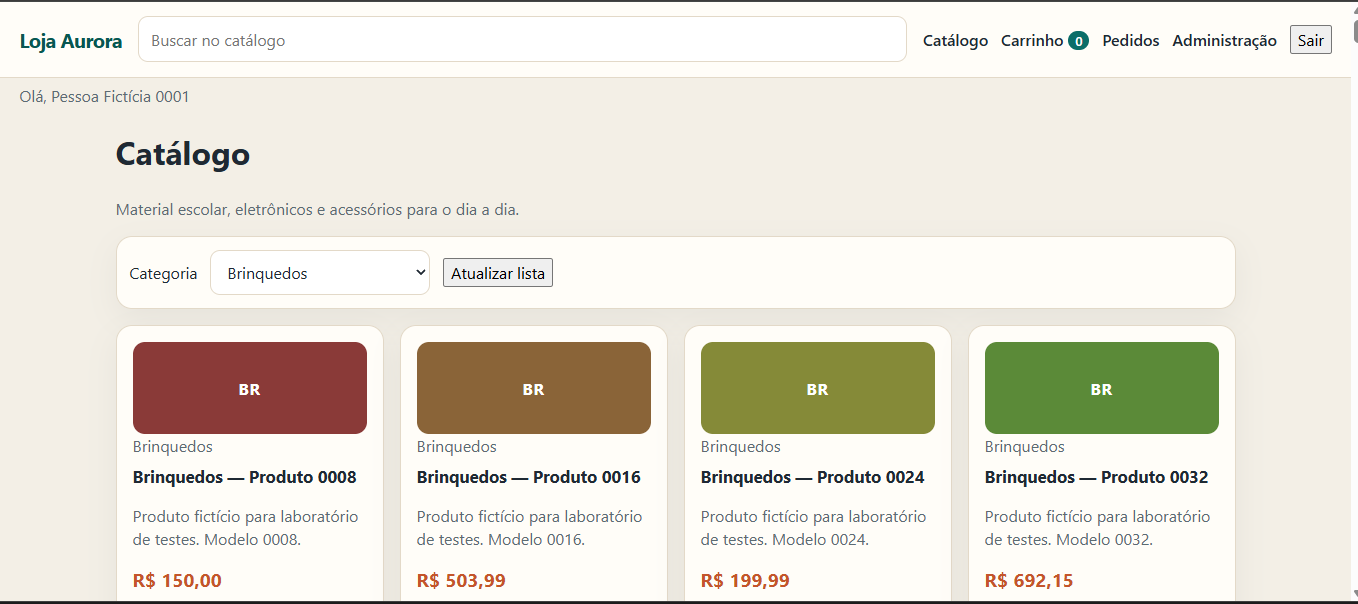 Loja Aurora
Buscar no catálogo
Catálogo Carrinho 0 Pedidos Administração Sair
Olá, Pessoa Fictícia 0001
Catálogo
Material escolar, eletrônicos e acessórios para o dia a dia.
Categoria Brinquedos Atualizar lista
BR
Brinquedos
Brinquedos — Produto 0008
Produto fictício para laboratório
de testes. Modelo 0008.
R$ 150,00
BR
Brinquedos
Brinquedos — Produto 0016
Produto fictício para laboratório
de testes. Modelo 0016.
R$ 503,99
BR
Brinquedos
Brinquedos — Produto 0024
Produto fictício para laboratório
de testes. Modelo 0024.
R$ 199,99
BR
Brinquedos
Brinquedos — Produto 0032
Produto fictício para laboratório
de testes. Modelo 0032.
R$ 692,15